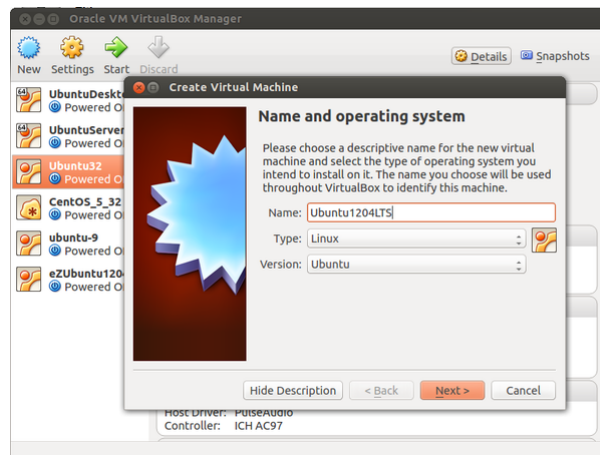 Oracle VM VirtualBox Manager
New Settings Start Discard
Details Snapshots
64 UbuntuDeskt
Powered O
64 UbuntuServer
Powered O
Ubuntu32
Powered O
CentOS_5_32
Powered O
ubuntu-9
Powered O
eZUbuntu120
Powered O
Create Virtual Machine
Name and operating system
Please choose a descriptive name for the new virtual
machine and select the type of operating system you
intend to install on it. The name you choose will be used
throughout VirtualBox to identify this machine.
Name: Ubuntu1204LTS
Type: Linux
Version: Ubuntu
Hide Description < Back Next > Cancel
Host Driver: PulseAudio
Controller: ICH AC97